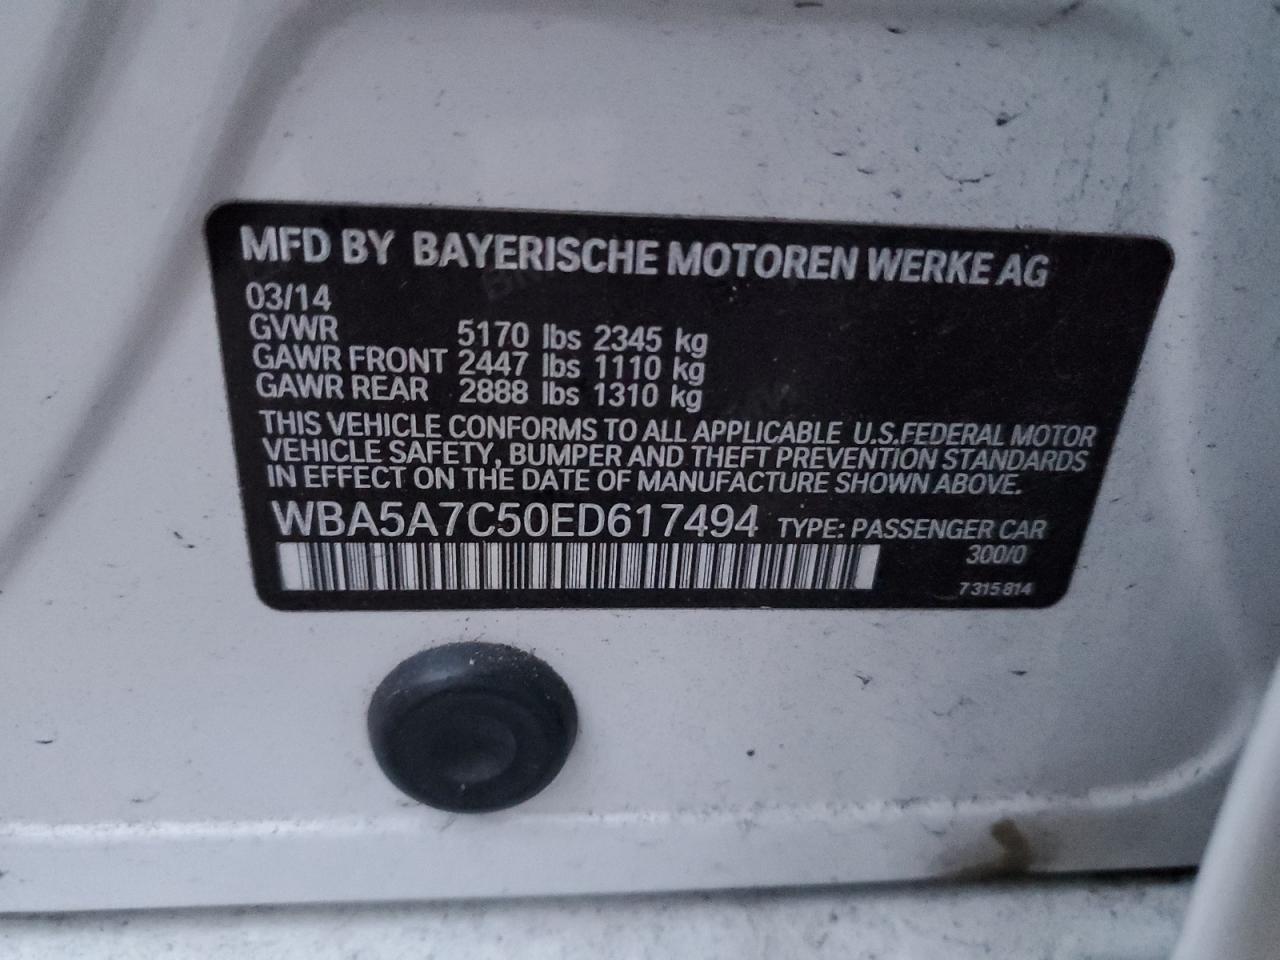 MFD BY BAYERISCHE MOTOREN WERKE AG
03/14
GVWR 5170 lbs 2345 kg
GAWR FRONT 2447 lbs 1110 kg
GAWR REAR 2888 lbs 1310 kg
THIS VEHICLE CONFORMS TO ALL APPLICABLE U.S.FEDERAL MOTOR
VEHICLE SAFETY, BUMPER AND THEFT PREVENTION STANDARDS
IN EFFECT ON THE DATE OF MANUFACTURE SHOWN ABOVE.
WBA5A7C50ED617494 TYPE: PASSENGER CAR
300/0
7 315 814